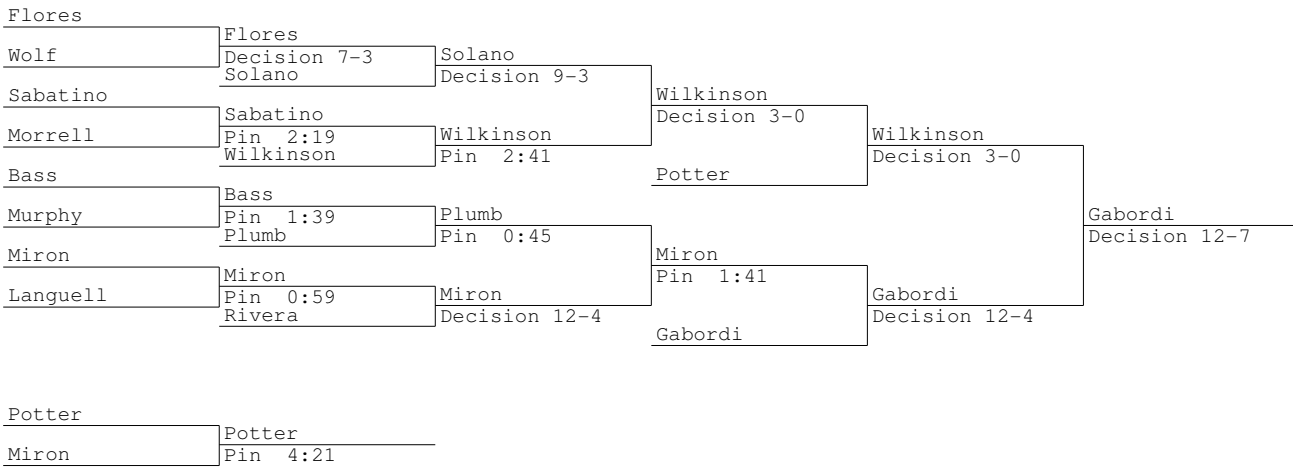 Flores
Flores
Wolf
Decision 7-3
Solano
Solano
Decision 9-3
Sabatino
Wilkinson
Sabatino
Decision 3-0
Morrell
Pin 2:19
Wilkinson
Wilkinson
Wilkinson
Pin 2:41
Decision 3-0
Bass
Potter
Bass
Murphy
Pin 1:39
Plumb
Gabordi
Plumb
Pin 0:45
Decision 12-7
Miron
Miron
Miron
Pin 1:41
Languell
Pin 0:59
Miron
Gabordi
Rivera
Decision 12-4
Decision 12-4
Gabordi
Potter
Potter
Miron
Pin 4:21